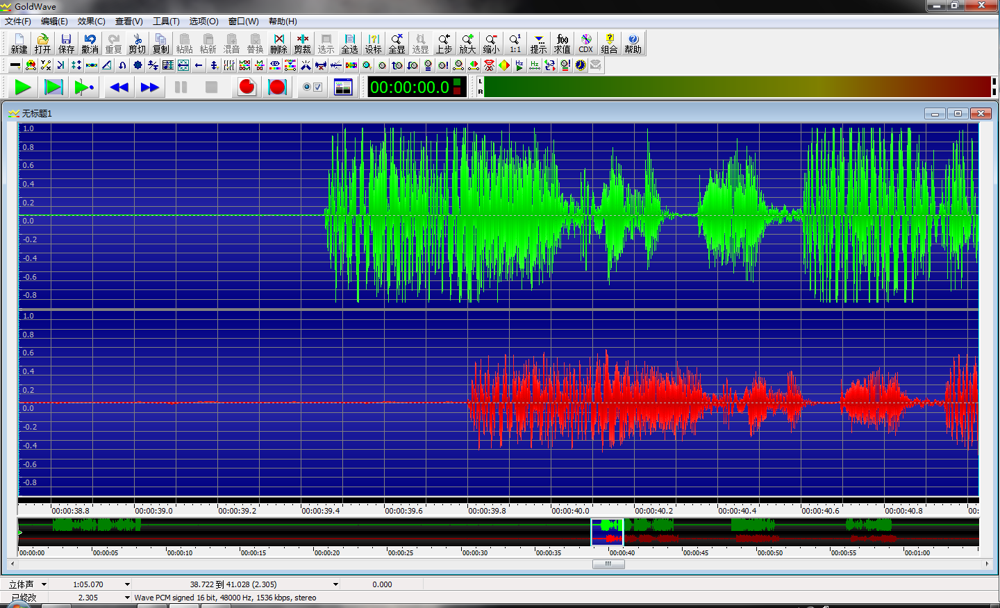 GoldWave
文件(F) 编辑(E) 效果(C) 查看(V) 工具(T) 选项(O) 窗口(W) 帮助(H)
新建 打开 保存 撤消 重复 剪切 复制 粘贴 粘新 混音 替换 删除 剪裁 选示 全选 设标 全显 选显 上步 放大 缩小 1:1 提示 求值 CDX 组合 帮助
00:00:00.0
L
R
无标题1
1.0
0.8
0.6
0.4
0.2
0.0
-0.2
-0.4
-0.6
-0.8
1.0
0.8
0.6
0.4
0.2
0.0
-0.2
-0.4
-0.6
-0.8
00:00:38.8 00:00:39.0 00:00:39.2 00:00:39.4 00:00:39.6 00:00:39.8 00:00:40.0 00:00:40.2 00:00:40.4 00:00:40.6 00:00:40.8 00:
00:00:00 00:00:05 00:00:10 00:00:15 00:00:20 00:00:25 00:00:30 00:00:35 00:00:40 00:00:45 00:00:50 00:00:55 00:01:00
立体声 1:05.070 38.722 到 41.028 (2.305) 0.000
已修改 2.305 Wave PCM signed 16 bit, 48000 Hz, 1536 kbps, stereo